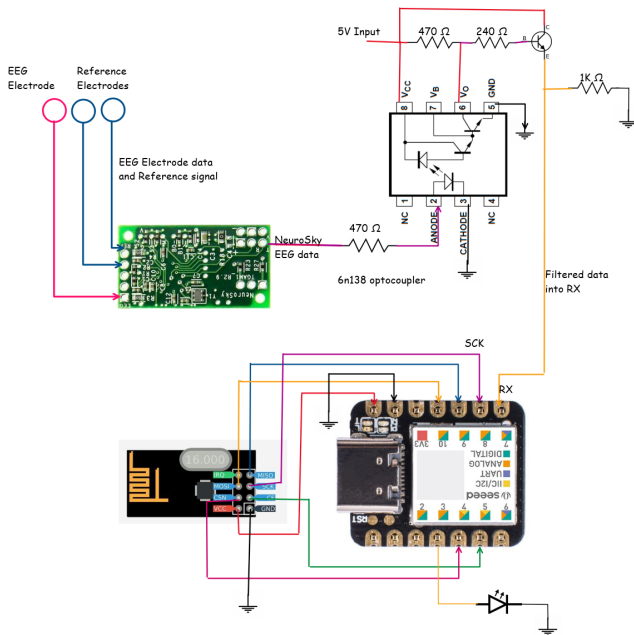 5V Input
470 Ω
240 Ω
C
B
E
EEG
Electrode
Reference
Electrodes
1K Ω
VCC
VB
VO
GND
8
7
6
5
EEG Electrode data
and Reference signal
1
2
3
4
NC
ANODE
CATHODE
NC
NeuroSky
EEG data
470 Ω
6n138 optocoupler
Filtered data
into RX
NeuroSky
SCK
RX
16.000
IRQ
MISO
MOSI
SCK
CSN
VCC
GND
3V3
10
9
8
7
DIGITAL
ANALOG
UART
IIC/I2C
seeed
RST
2
3
4
5
6